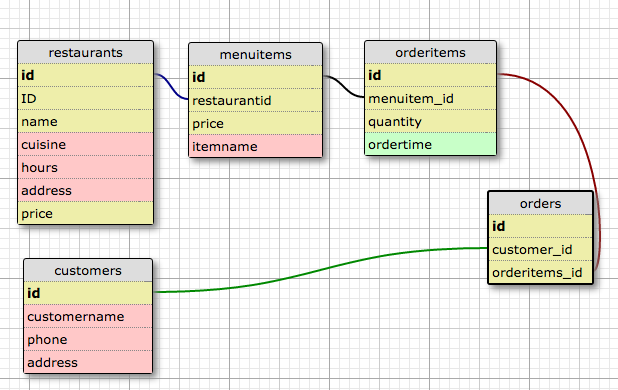 restaurants
id
ID
name
cuisine
hours
address
price
menuitems
id
restaurantid
price
itemname
orderitems
id
menuitem_id
quantity
ordertime
orders
id
customer_id
orderitems_id
customers
id
customername
phone
address